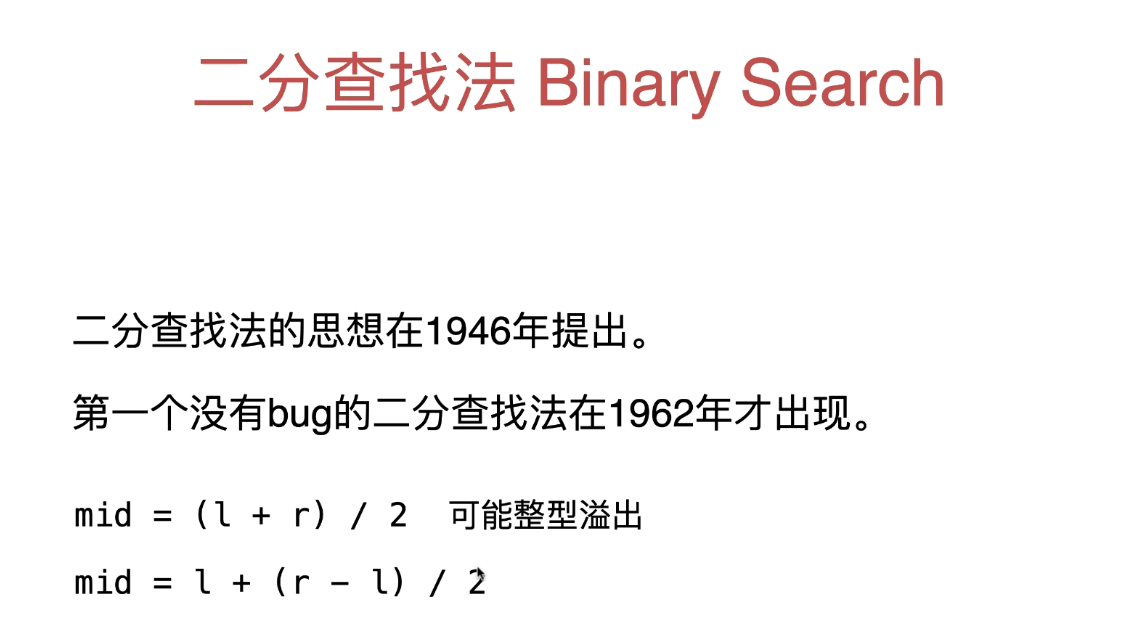 二分查找法 Binary Search
二分查找法的思想在1946年提出。
第一个没有bug的二分查找法在1962年才出现。
mid = (l + r) / 2 可能整型溢出
mid = l + (r - l) / 2